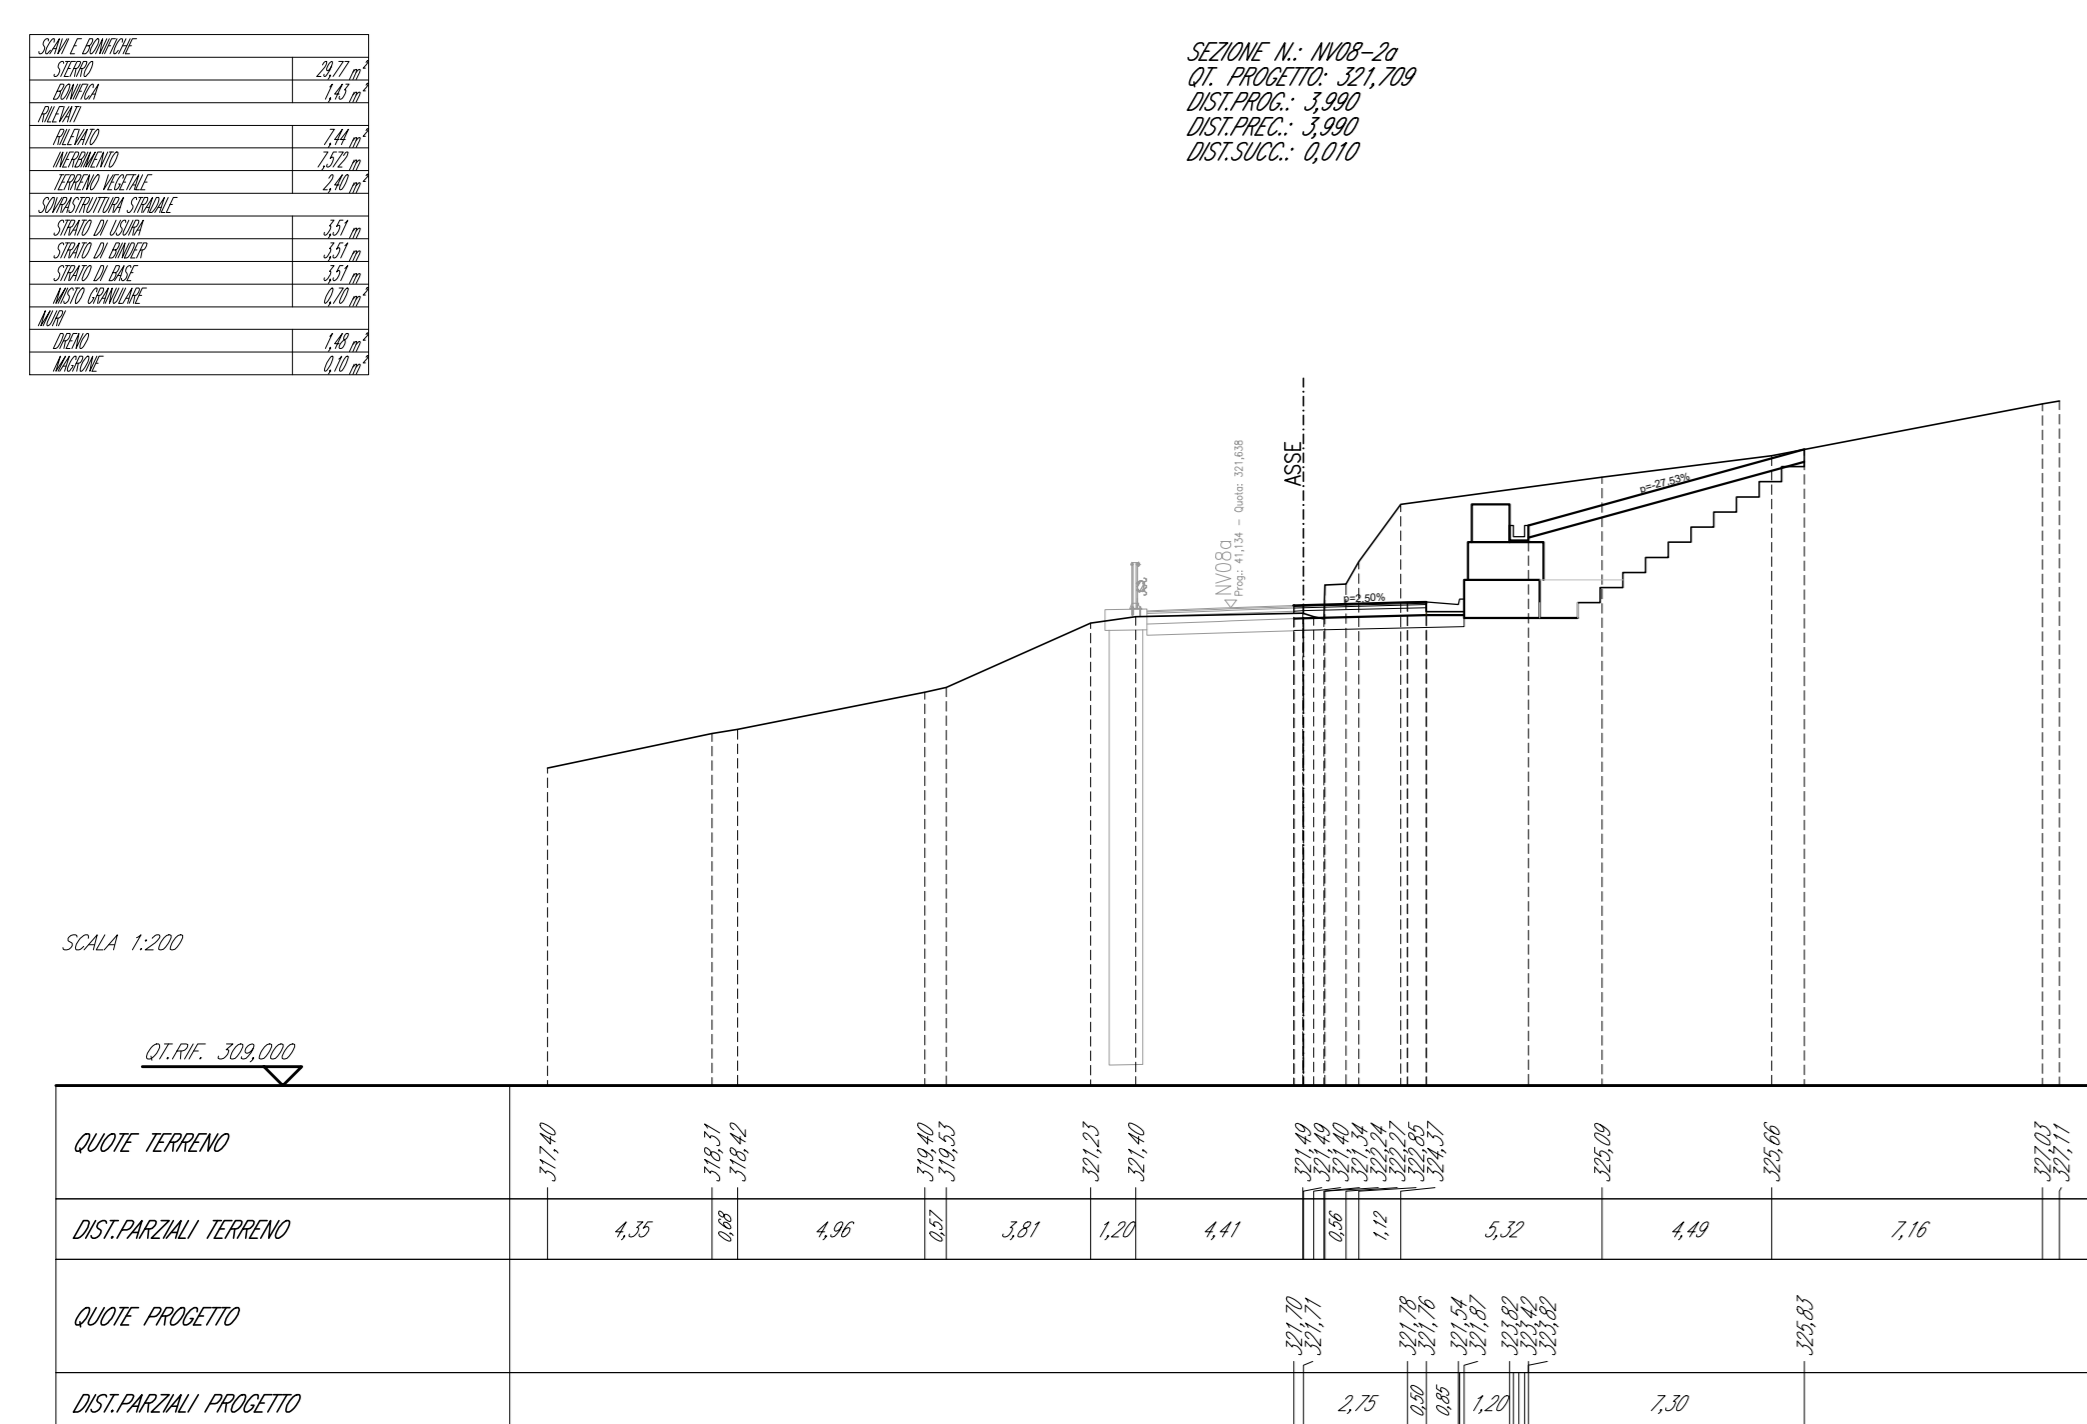 SCAVI E BONIFICHE
STERRO 29,77 m²
BONIFICA 1,43 m²
RILEVATI
RILEVATO 7,44 m²
INERBIMENTO 7,572 m
TERRENO VEGETALE 2,40 m²
SOVRASTRUTTURA STRADALE
STRATO DI USURA 3,51 m
STRATO DI BINDER 3,51 m
STRATO DI BASE 3,51 m
MISTO GRANULARE 0,70 m²
MURI
DRENO 1,48 m²
MAGRONE 0,10 m²
SEZIONE N.: NV08-2a
QT. PROGETTO: 321,709
DIST.PROG.: 3,990
DIST.PREC.: 3,990
DIST.SUCC.: 0,010
ASSE
NV08a
Prog.: 41,134 - Quota: 321,638
p=2,50%
p=-27,53%
SCALA 1:200
QT.RIF. 309,000
QUOTE TERRENO 317,40 318,31 318,42 319,40 319,53 321,23 321,40 321,49 321,49 321,40 321,34 322,24 322,27 322,85 324,37 325,09 325,66 327,03 327,11
DIST.PARZIALI TERRENO 4,35 0,68 4,96 0,57 3,81 1,20 4,41 0,56 1,12 5,32 4,49 7,16
QUOTE PROGETTO 321,70 321,71 321,78 321,76 321,54 321,87 323,82 323,42 323,82 325,83
DIST.PARZIALI PROGETTO 2,75 0,50 0,85 1,20 7,30